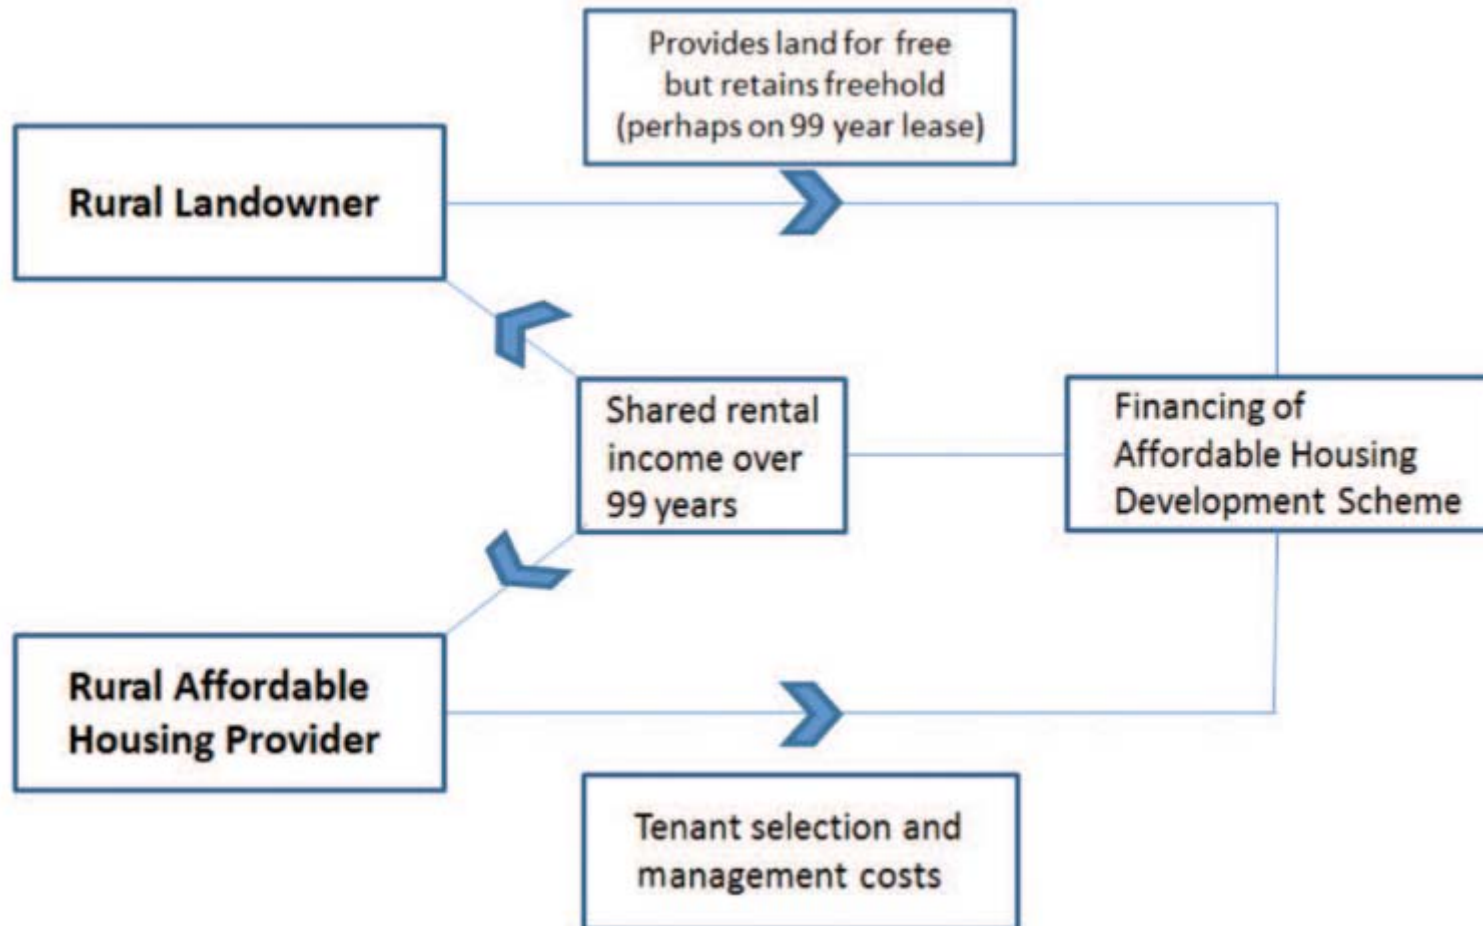 Provides land for free
but retains freehold
(perhaps on 99 year lease)
Rural Landowner
Shared rental
income over
99 years
Financing of
Affordable Housing
Development Scheme
Rural Affordable
Housing Provider
Tenant selection and
management costs